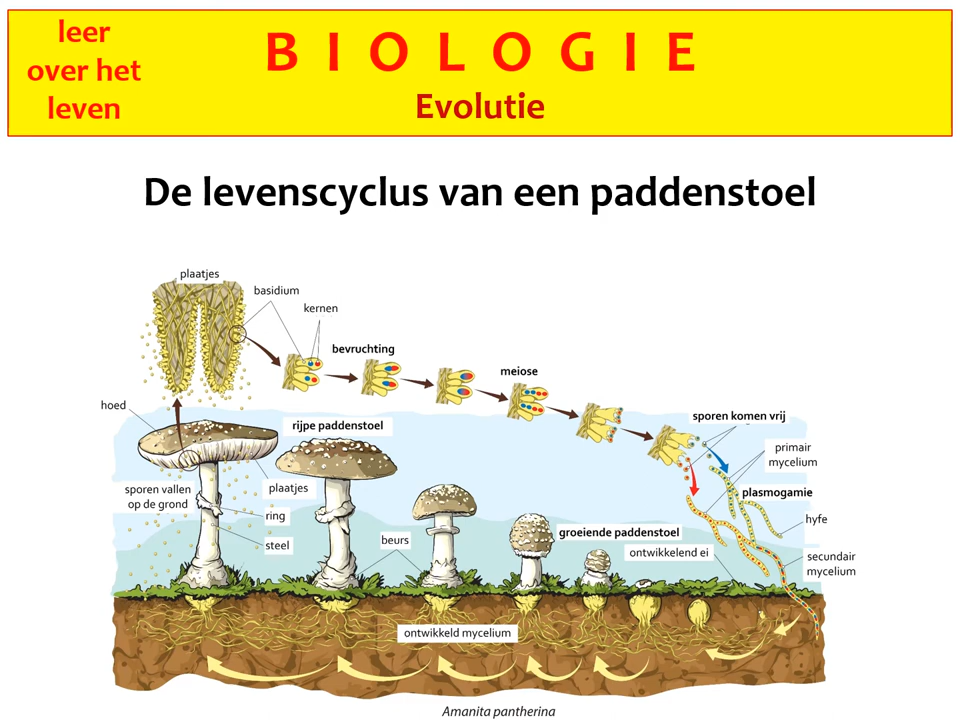 leer
over het
leven
B I O L O G I E
Evolutie
De levenscyclus van een paddenstoel
plaatjes
basidium
kernen
bevruchting
meiose
hoed
rijpe paddenstoel
sporen komen vrij
primair
mycelium
sporen vallen
op de grond
plaatjes
plasmogamie
ring
hyfe
steel
beurs
groeiende paddenstoel
ontwikkelend ei
secundair
mycelium
ontwikkeld mycelium
Amanita pantherina